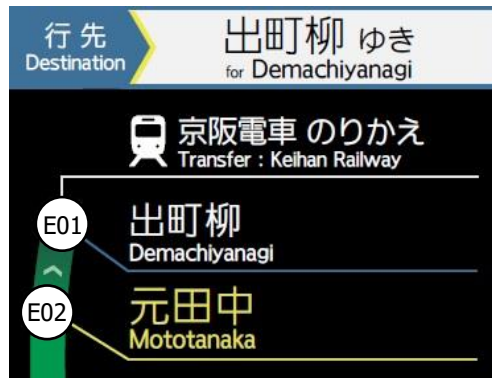 行先
Destination
出町柳 ゆき
for Demachiyanagi
京阪電車 のりかえ
Transfer : Keihan Railway
E01
出町柳
Demachiyanagi
E02
元田中
Mototanaka